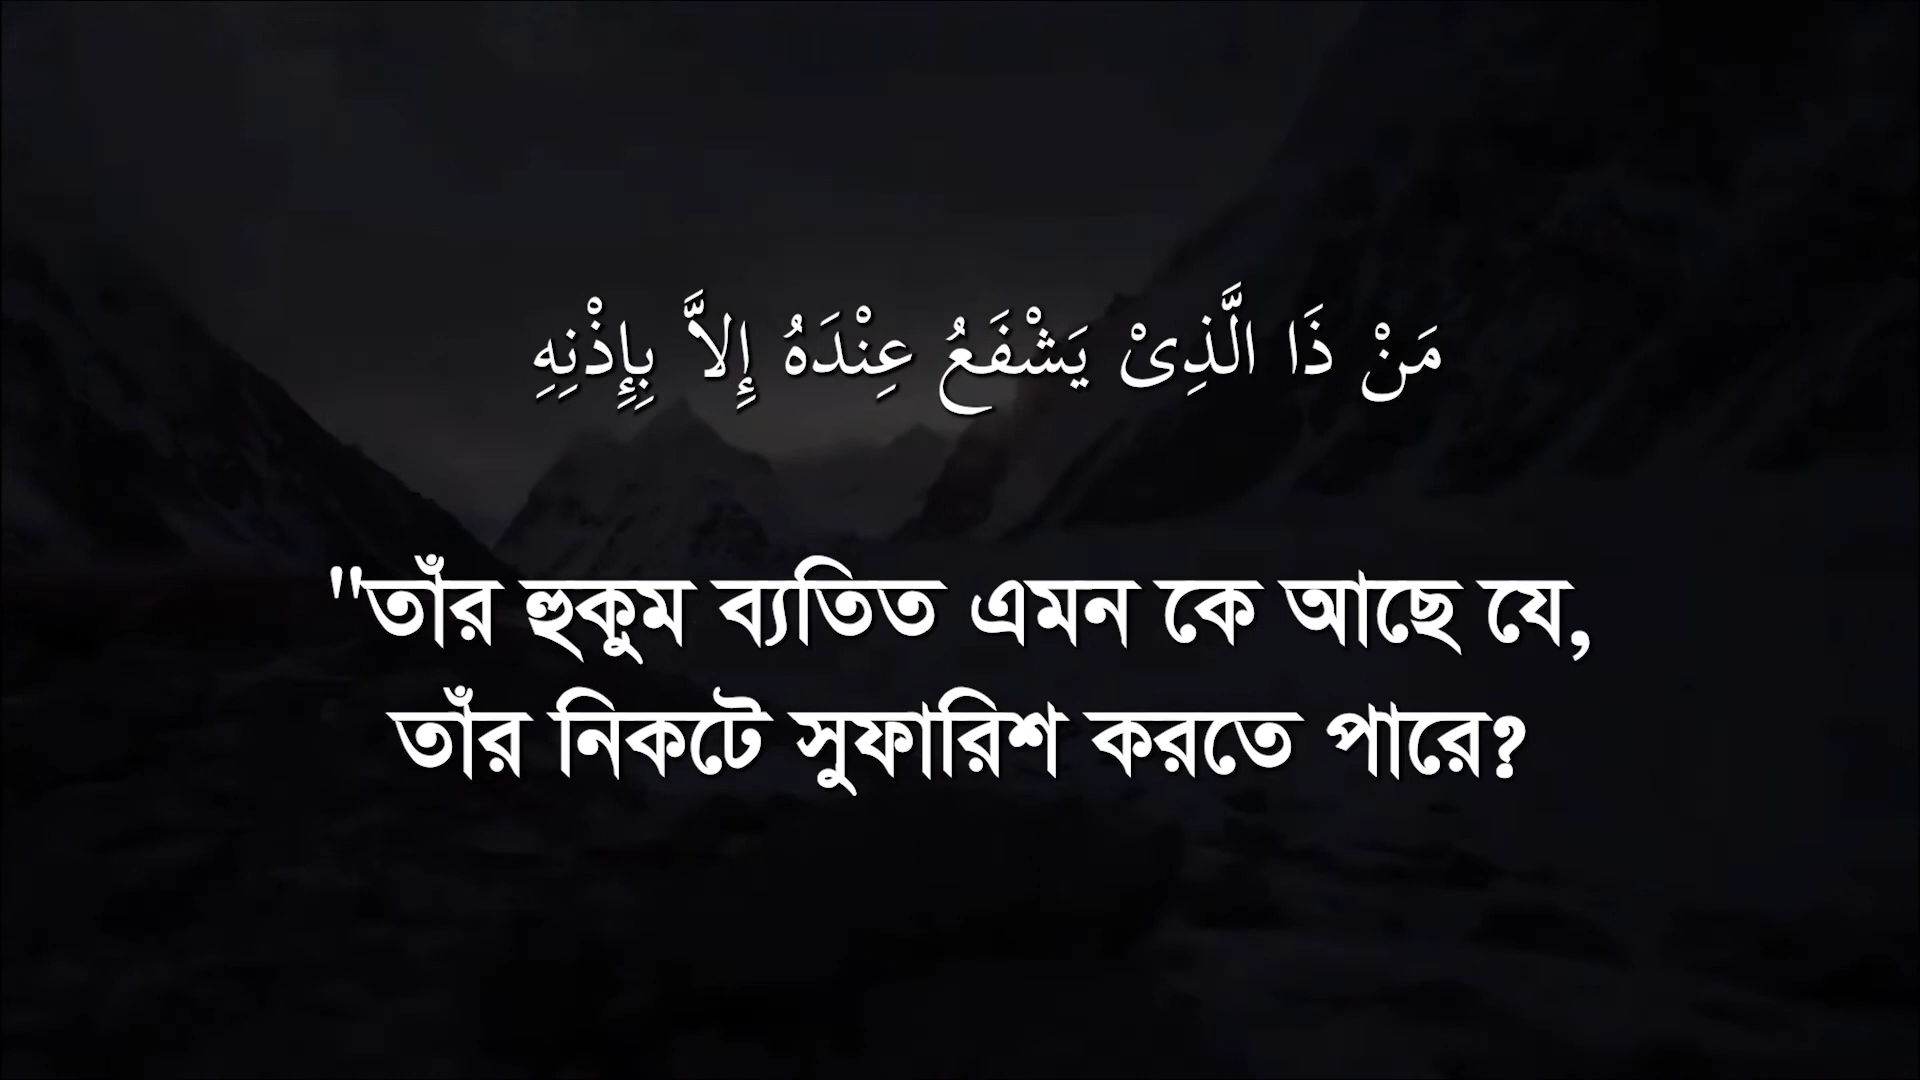 مَنْ ذَا الَّذِىْ يَشْفَعُ عِنْدَهُ إِلاَّ بِإِذْنِهِ
"তাঁর হুকুম ব্যতিত এমন কে আছে যে,
তাঁর নিকটে সুফারিশ করতে পারে?